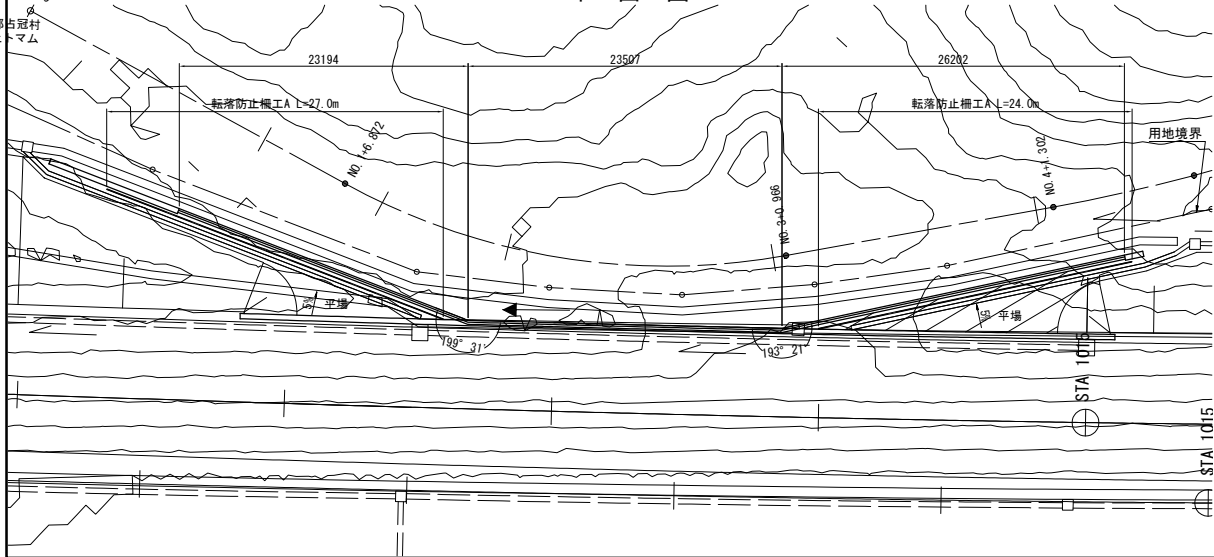 占冠村
トマム
23194
23507
26202
転落防止柵工A L=27.0m
転落防止柵工A L=24.0m
用地境界
NO.1+6.872
NO.3+0.966
NO.4+1.302
5%
平場
5%
平場
199° 31'
193° 21'
STA 1015
STA 1015